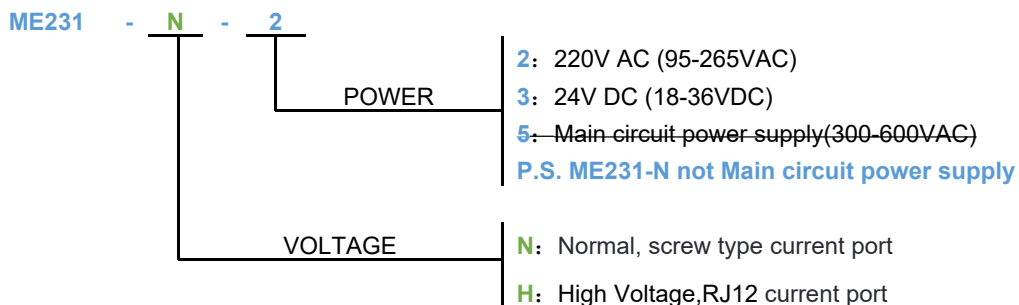 ME231 - N - 2
POWER
2：220V AC (95-265VAC)
3：24V DC (18-36VDC)
5：Main circuit power supply(300-600VAC)
P.S. ME231-N not Main circuit power supply
VOLTAGE
N：Normal, screw type current port
H：High Voltage,RJ12 current port